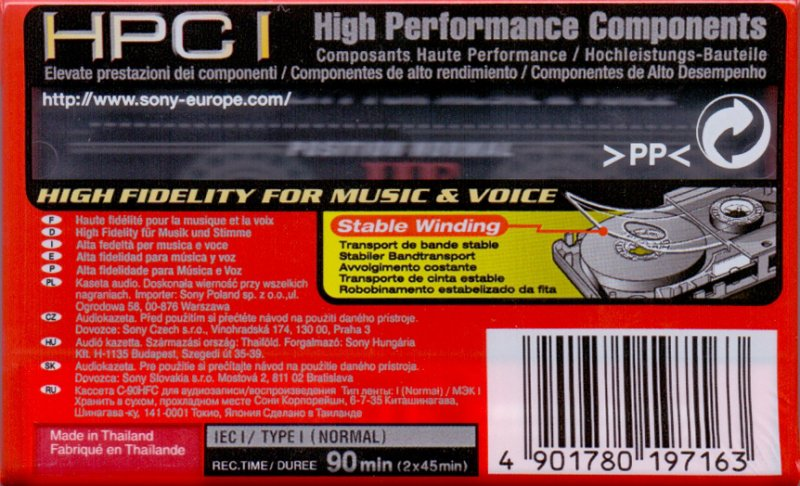 HPC I
High Performance Components
Composants Haute Performance / Hochleistungs-Bauteile
Elevate prestazioni dei componenti / Componentes de alto rendimiento / Componentes de Alto Desempenho
http://www.sony-europe.com/
>PP<
HIGH FIDELITY FOR MUSIC & VOICE
F Haute fidélité pour la musique et la voix
D High Fidelity für Musik und Stimme
I Alta fedeltà per musica e voce
E Alta fidelidad para música y voz
P Alta fidelidade para Música e Voz
PL Kaseta audio. Doskonała wierność przy wszelkich
nagraniach. Importer: Sony Poland sp. z o.o.,ul.
Ogrodowa 58, 00-876 Warszawa
CZ Audiokazeta. Před použitím si přečtěte návod na použití daného prístroje.
Dovozce: Sony Czech s.r.o., Vinohradská 174, 130 00, Praha 3
HU Audió kazetta. Származási ország: Thaiföld. Forgalmazó: Sony Hungária
Kft. H-1135 Budapest, Szegedi út 35-39.
SK Audiokazeta. Pre použitie si prečítajte návod na použití daného prístroje.
Dovozca: Sony Slovakia s.r.o. Mostová 2, 811 02 Bratislava
RU Кассета C-90HFC для аудиозаписи/воспроизведения Тип ленты: I (Normal) / МЭК I
Хранить в сухом, прохладном месте Сони Корпорейшн, 6-7-35 Киташинагава,
Шинагава-ку, 141-0001 Токио, Япония Сделано в Таиланде
Stable Winding
Transport de bande stable
Stabiler Bandtransport
Avvolgimento costante
Transporte de cinta estable
Robobinamento estabelizado da fita
Made in Thailand
Fabriqué en Thaïlande
IEC I / TYPE I (NORMAL)
REC.TIME / DUREE 90min (2x45min)
4 901780 197163